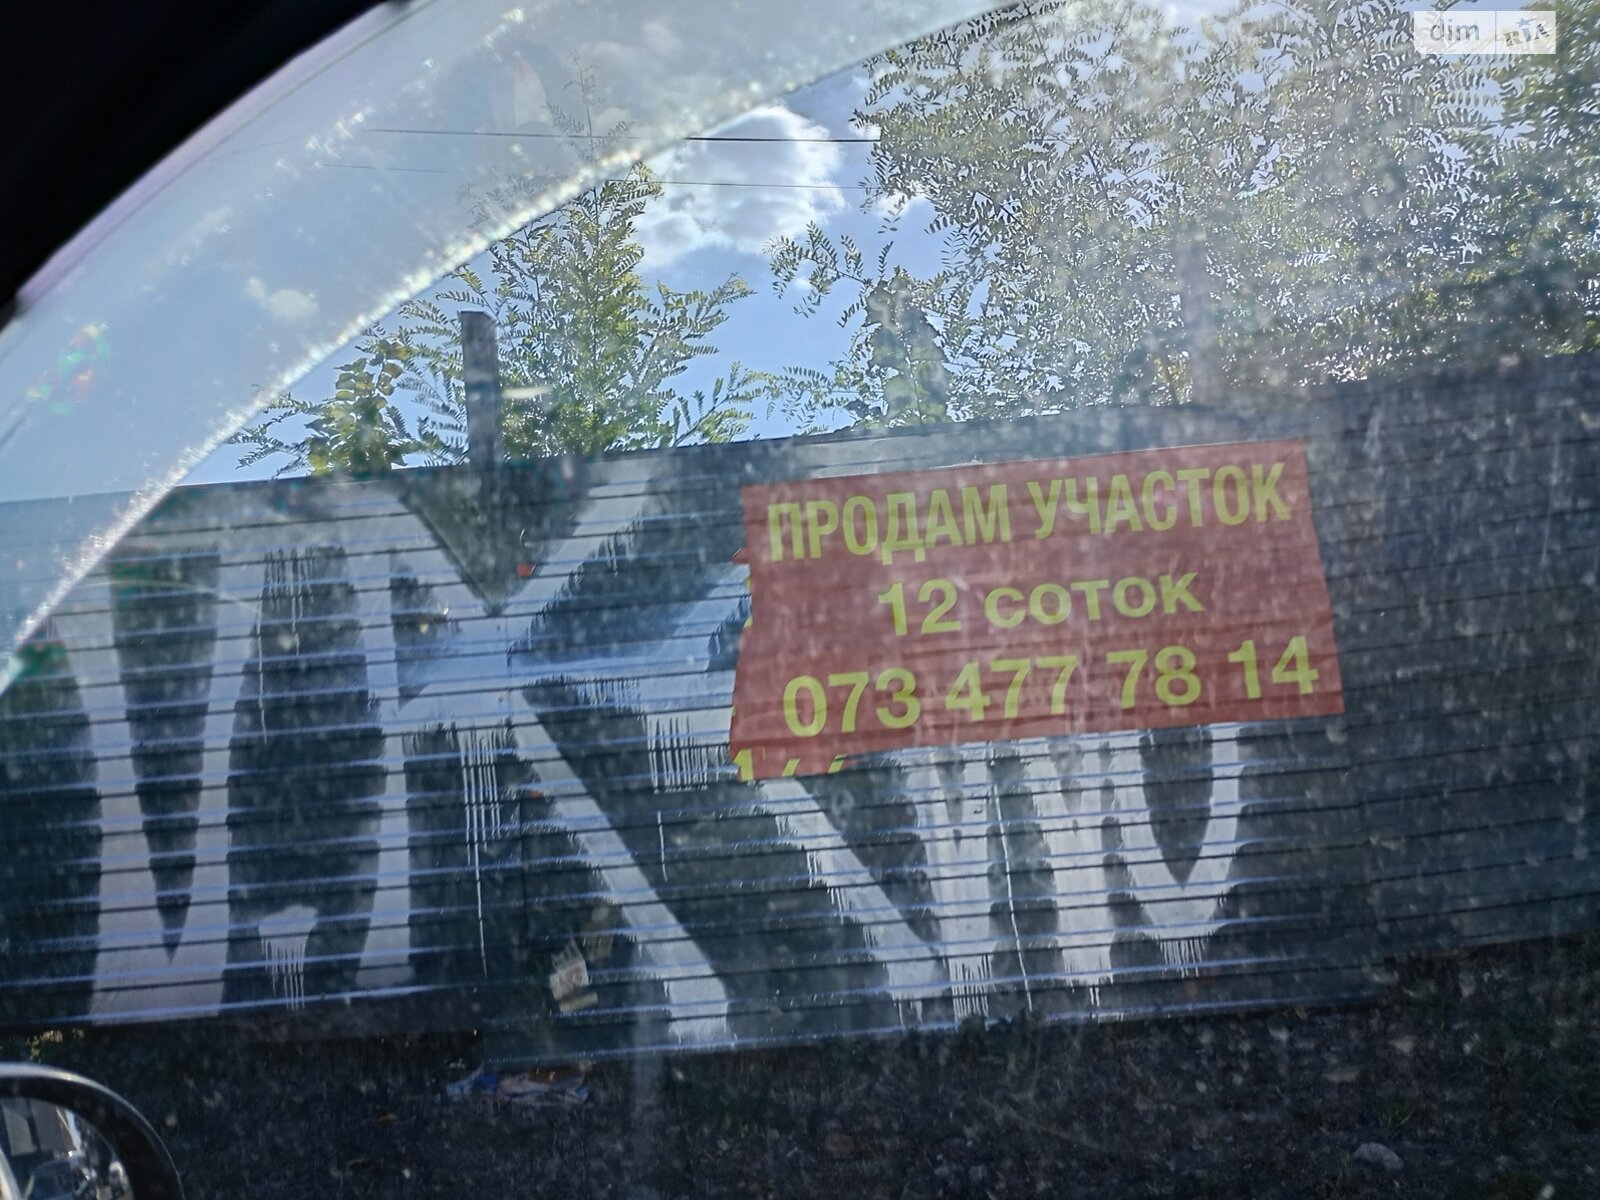 dim RIA
ПРОДАМ УЧАСТОК
12 СОТОК
073 477 78 14